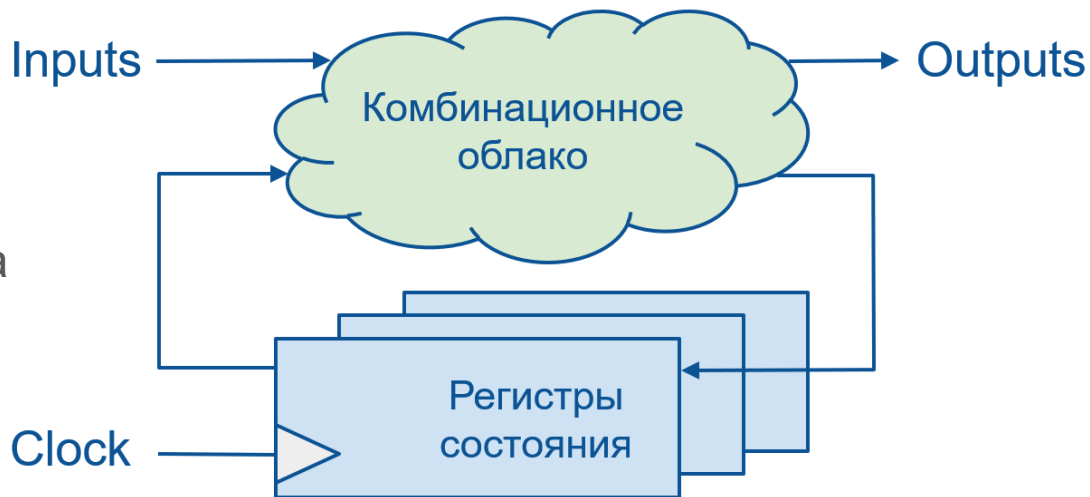 Inputs
Outputs
Комбинационное
облако
а
Регистры
состояния
Clock